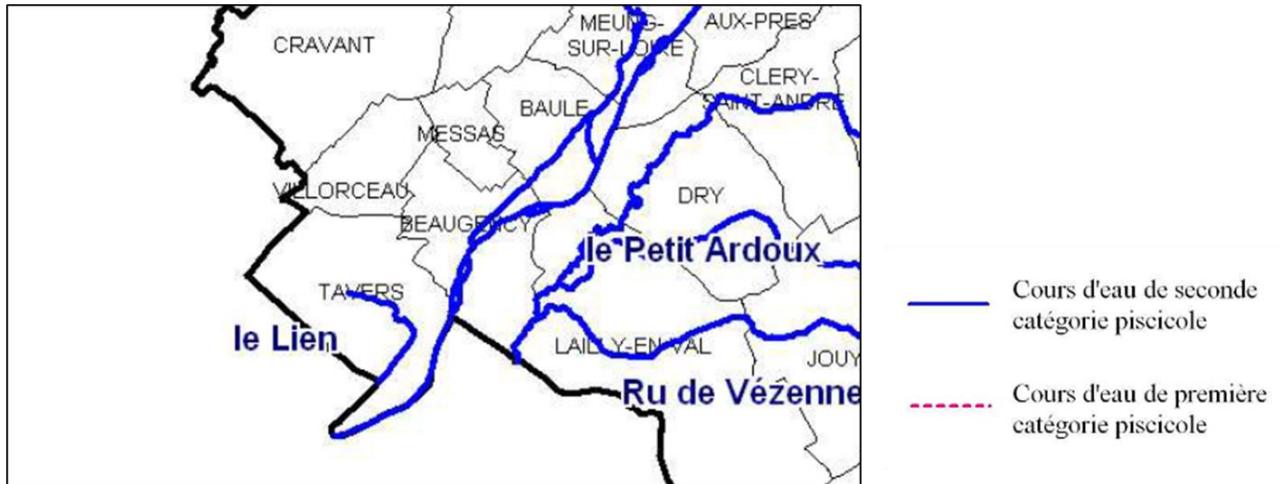 MEUNG-
SUR-LOIRE
AUX-PRES
CRAVANT
CLERY-
SAINT-ANDRE
BAULE
MESSAS
VILLORCEAU
DRY
BEAUGENCY
le Petit Ardoux
TAVERS
le Lien
LAILLY-EN-VAL
JOUY
Ru de Vézenne
Cours d'eau de seconde
catégorie piscicole
Cours d'eau de première
catégorie piscicole